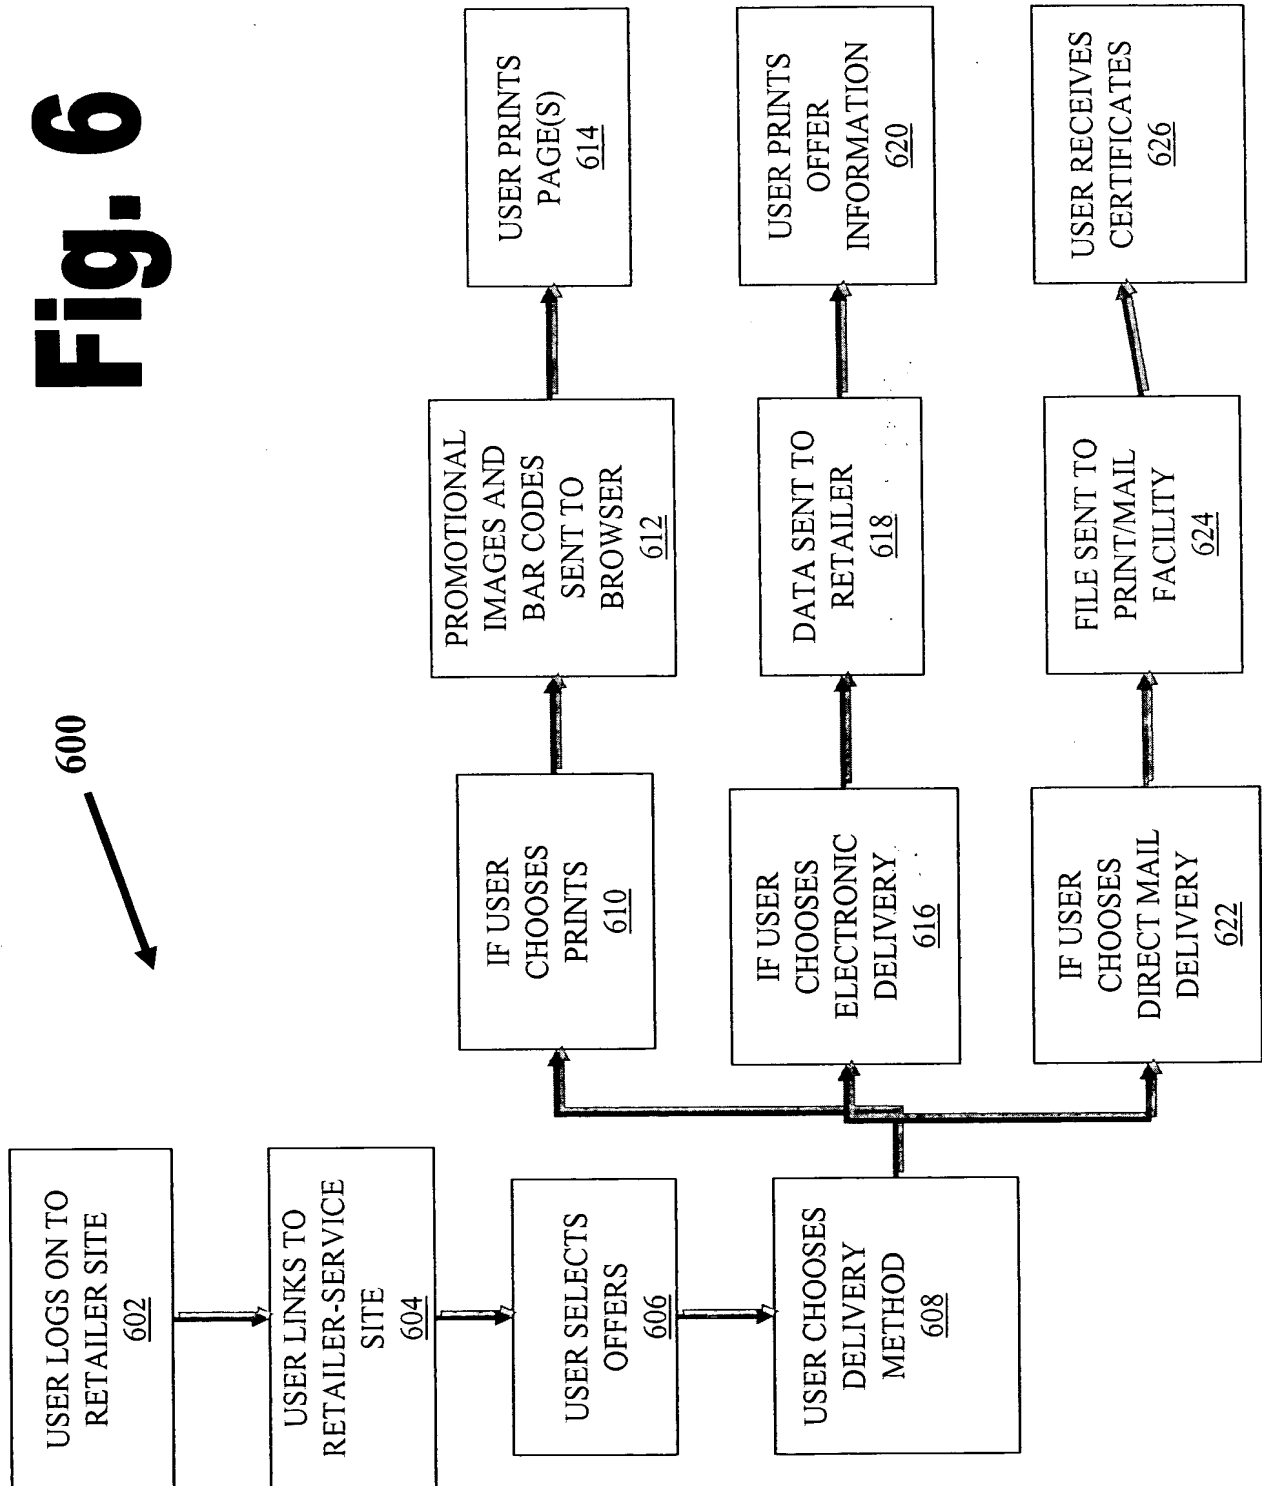 Fig. 6
600
USER LOGS ON TO
RETAILER SITE
602
USER LINKS TO
RETAILER-SERVICE
SITE
604
USER SELECTS
OFFERS
606
USER CHOOSES
DELIVERY
METHOD
608
IF USER
CHOOSES
PRINTS
610
PROMOTIONAL
IMAGES AND
BAR CODES
SENT TO
BROWSER
612
USER PRINTS
PAGE(S)
614
IF USER
CHOOSES
ELECTRONIC
DELIVERY
616
DATA SENT TO
RETAILER
618
USER PRINTS
OFFER
INFORMATION
620
IF USER
CHOOSES
DIRECT MAIL
DELIVERY
622
FILE SENT TO
PRINT/MAIL
FACILITY
624
USER RECEIVES
CERTIFICATES
626